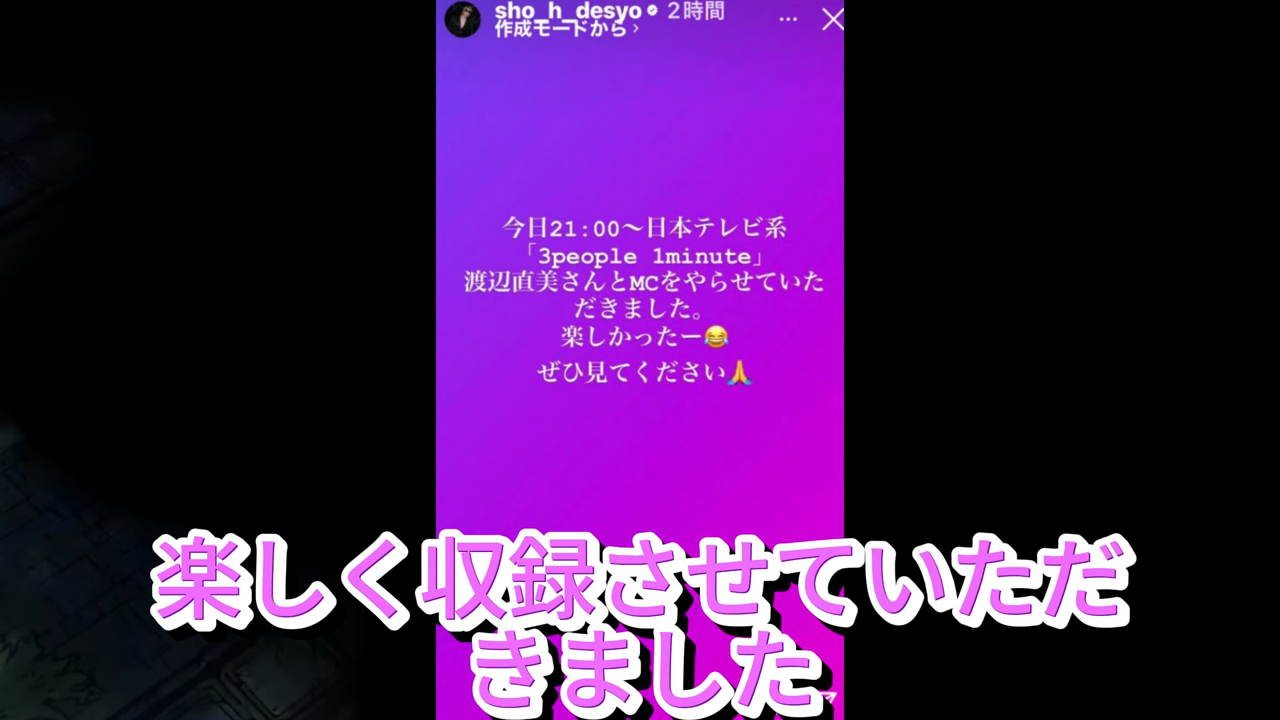 sho_h_desyo 2時間
作成モードから
今日21:00〜日本テレビ系
「3people 1minute」
渡辺直美さんとMCをやらせていた
だきました。
楽しかったー😂
ぜひ見てください🙏
楽しく収録させていただ
きました